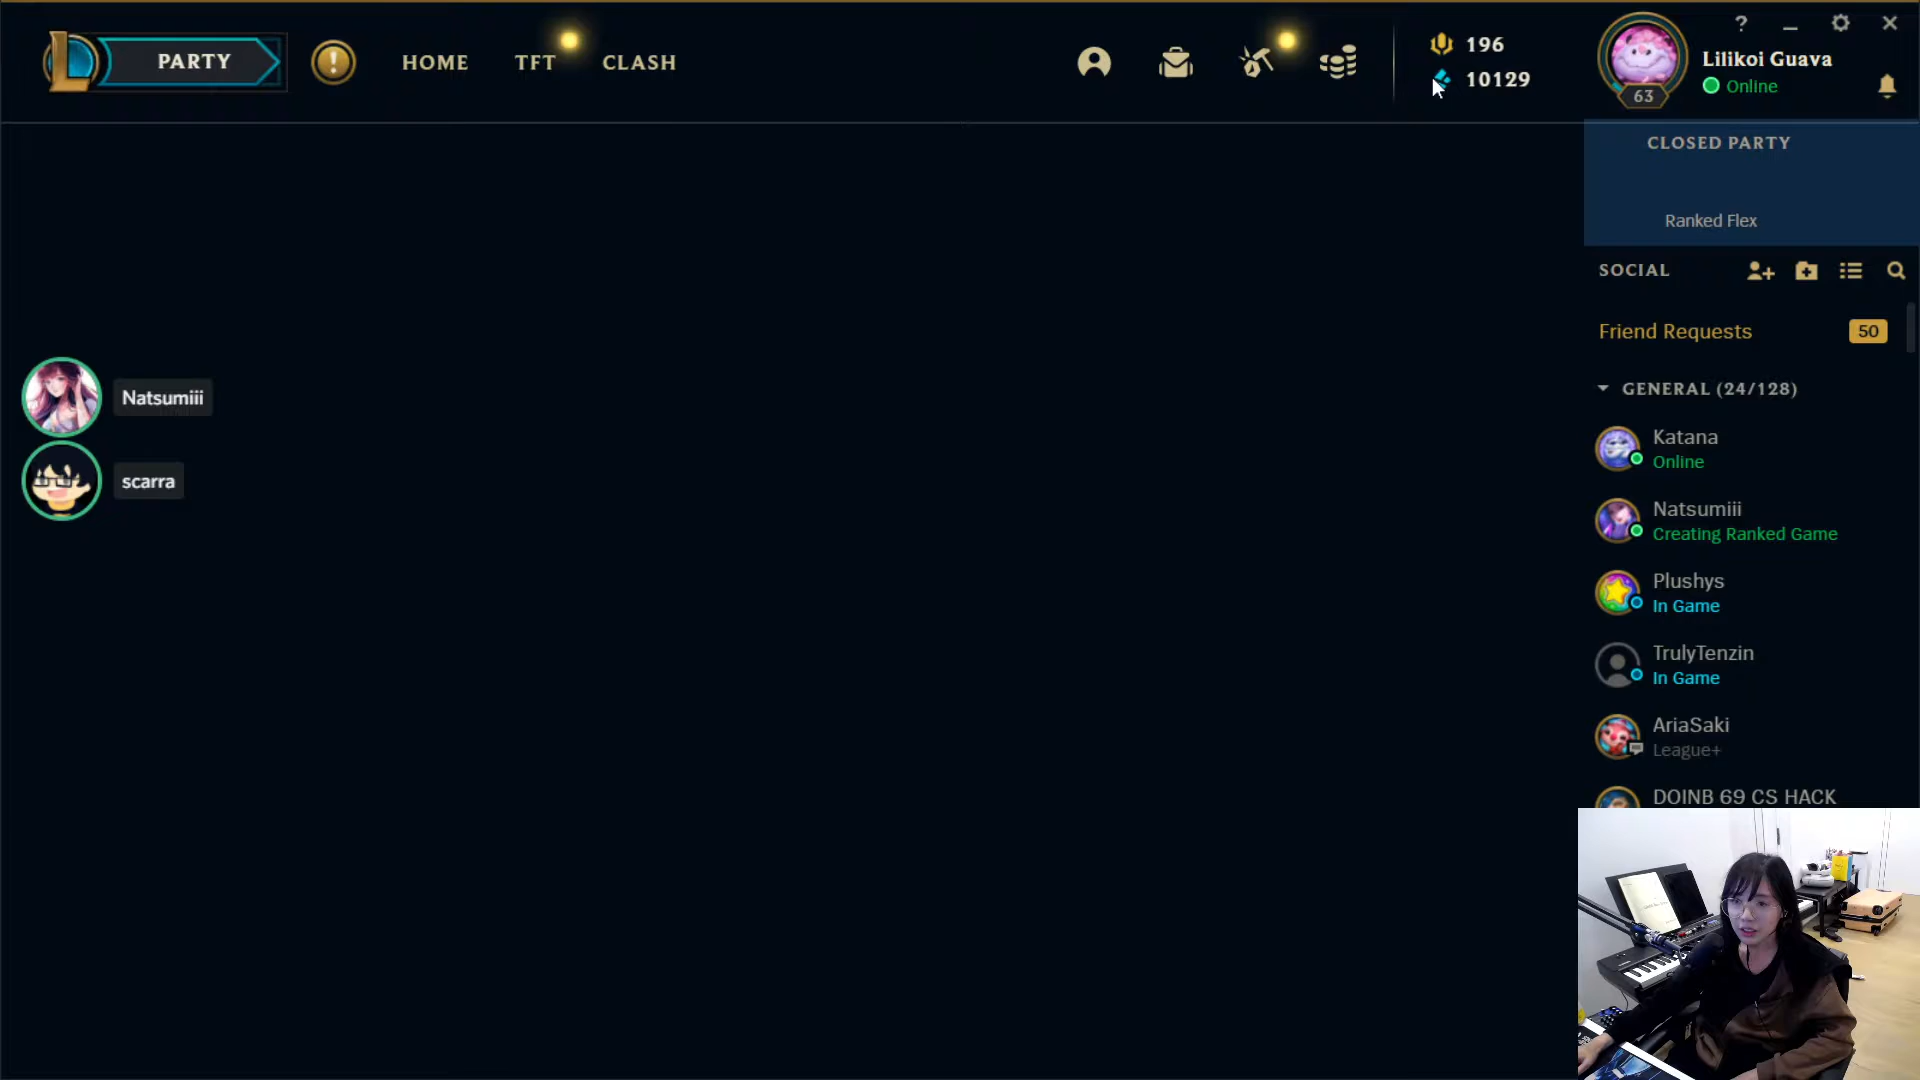 PARTY
HOME
TFT
CLASH
196
10129
?
63
Lilikoi Guava
Online
CLOSED PARTY
Ranked Flex
SOCIAL
Friend Requests
50
GENERAL (24/128)
Katana
Online
Natsumiii
Creating Ranked Game
Plushys
In Game
TrulyTenzin
In Game
AriaSaki
League+
DOINB 69 CS HACK
Natsumiii
scarra